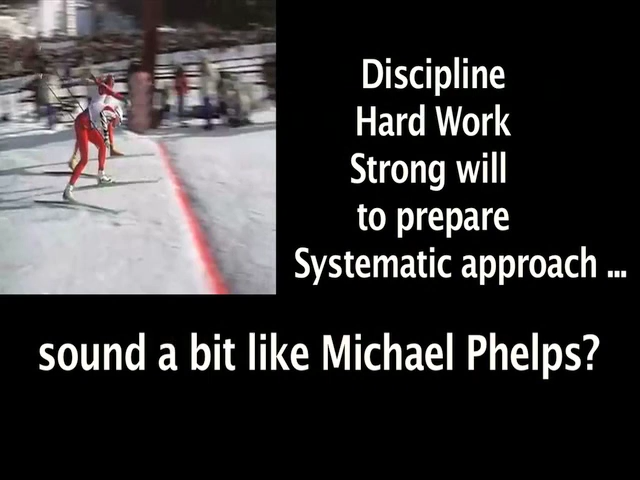 Discipline
Hard Work
Strong will
to prepare
Systematic approach ...
sound a bit like Michael Phelps?